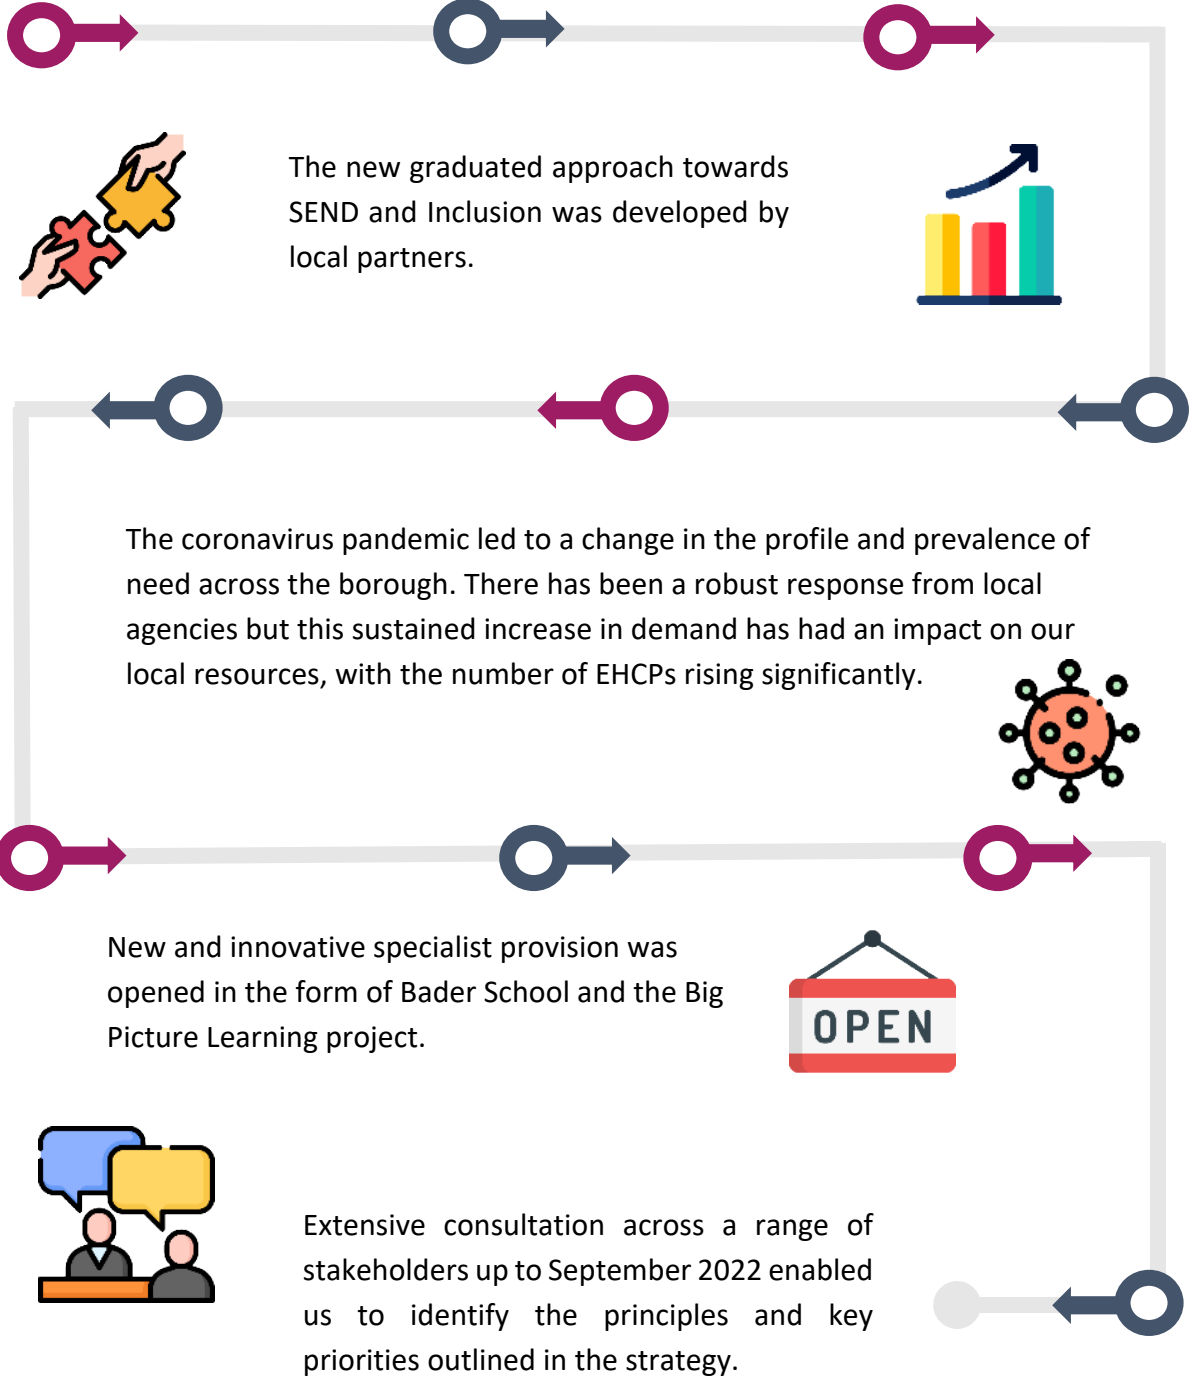 The new graduated approach towards
SEND and Inclusion was developed by
local partners.
The coronavirus pandemic led to a change in the profile and prevalence of
need across the borough. There has been a robust response from local
agencies but this sustained increase in demand has had an impact on our
local resources, with the number of EHCPs rising significantly.
New and innovative specialist provision was
opened in the form of Bader School and the Big
Picture Learning project.
OPEN
Extensive consultation across a range of
stakeholders up to September 2022 enabled
us to identify the principles and key
priorities outlined in the strategy.